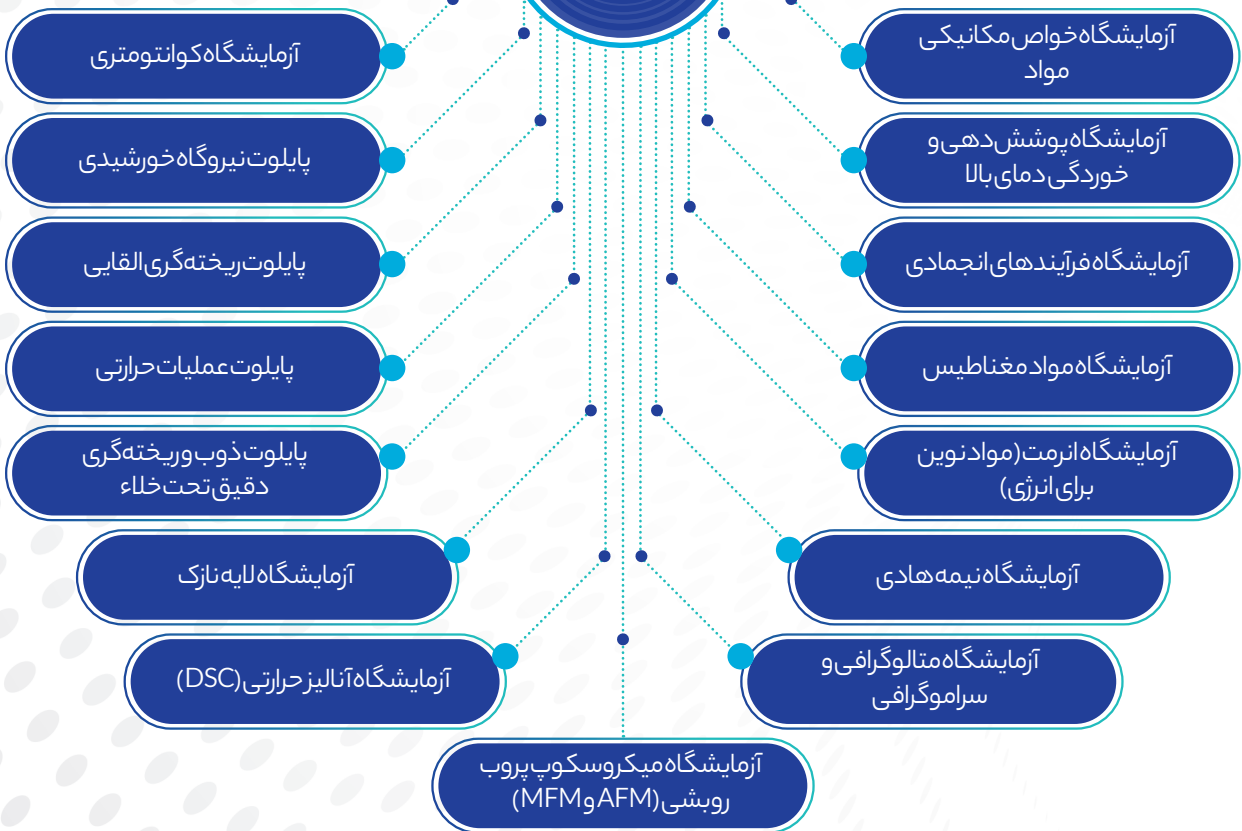 آزمایشگاه خواص مکانیکی
مواد
آزمایشگاه پوشش‌دهی و
خوردگی دمای بالا
آزمایشگاه فرآیندهای انجمادی
آزمایشگاه مواد مغناطیس
آزمایشگاه انرمت (مواد نوین
برای انرژی)
آزمایشگاه نیمه هادی
آزمایشگاه متالوگرافی و
سراموگرافی
آزمایشگاه کوانتومتری
پایلوت نیروگاه خورشیدی
پایلوت ریخته‌گری القایی
پایلوت عملیات حرارتی
پایلوت ذوب و ریخته‌گری
دقیق تحت خلاء
آزمایشگاه لایه نازک
آزمایشگاه آنالیز حرارتی (DSC)
آزمایشگاه میکروسکوپ پروب
روبشی (AFM و MFM)